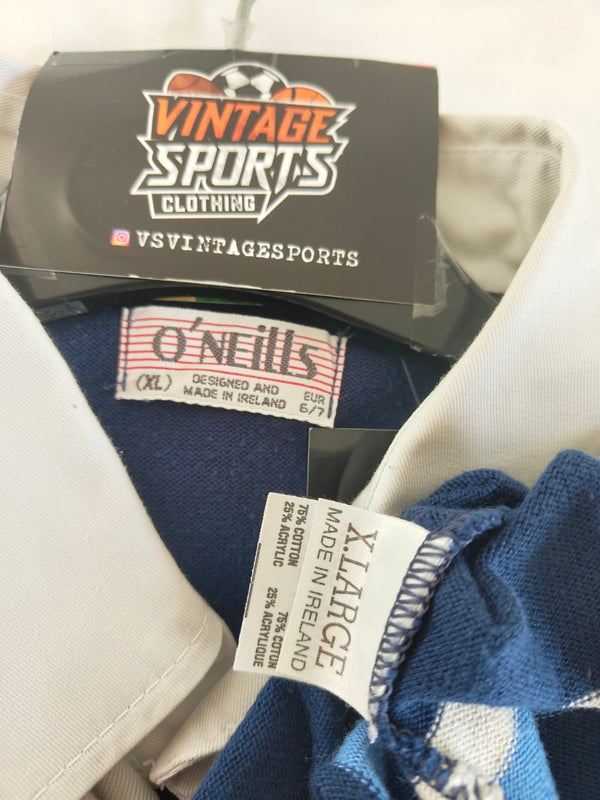 VINTAGE
SPORTS
CLOTHING
VSVINTAGESPORTS
O'NEills
(XL) DESIGNED AND MADE IN IRELAND EUR 6/7
X.LARGE
MADE IN IRELAND
75% COTTON
25% ACRYLIC
75% COTON
25% ACRYLIQUE